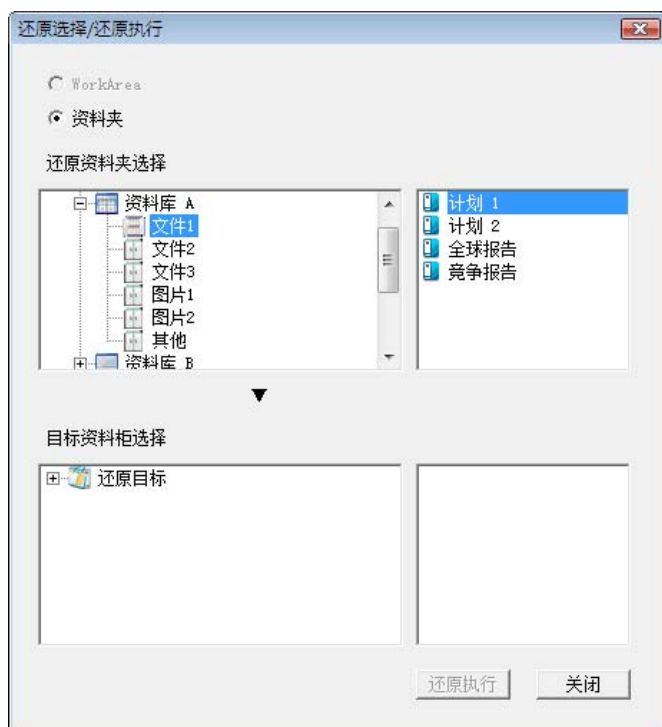 还原选择/还原执行
WorkArea
资料夹
还原资料夹选择
资料库 A
文件1
文件2
文件3
图片1
图片2
其他
资料库 B
计划 1
计划 2
全球报告
竞争报告
目标资料柜选择
还原目标
还原执行
关闭